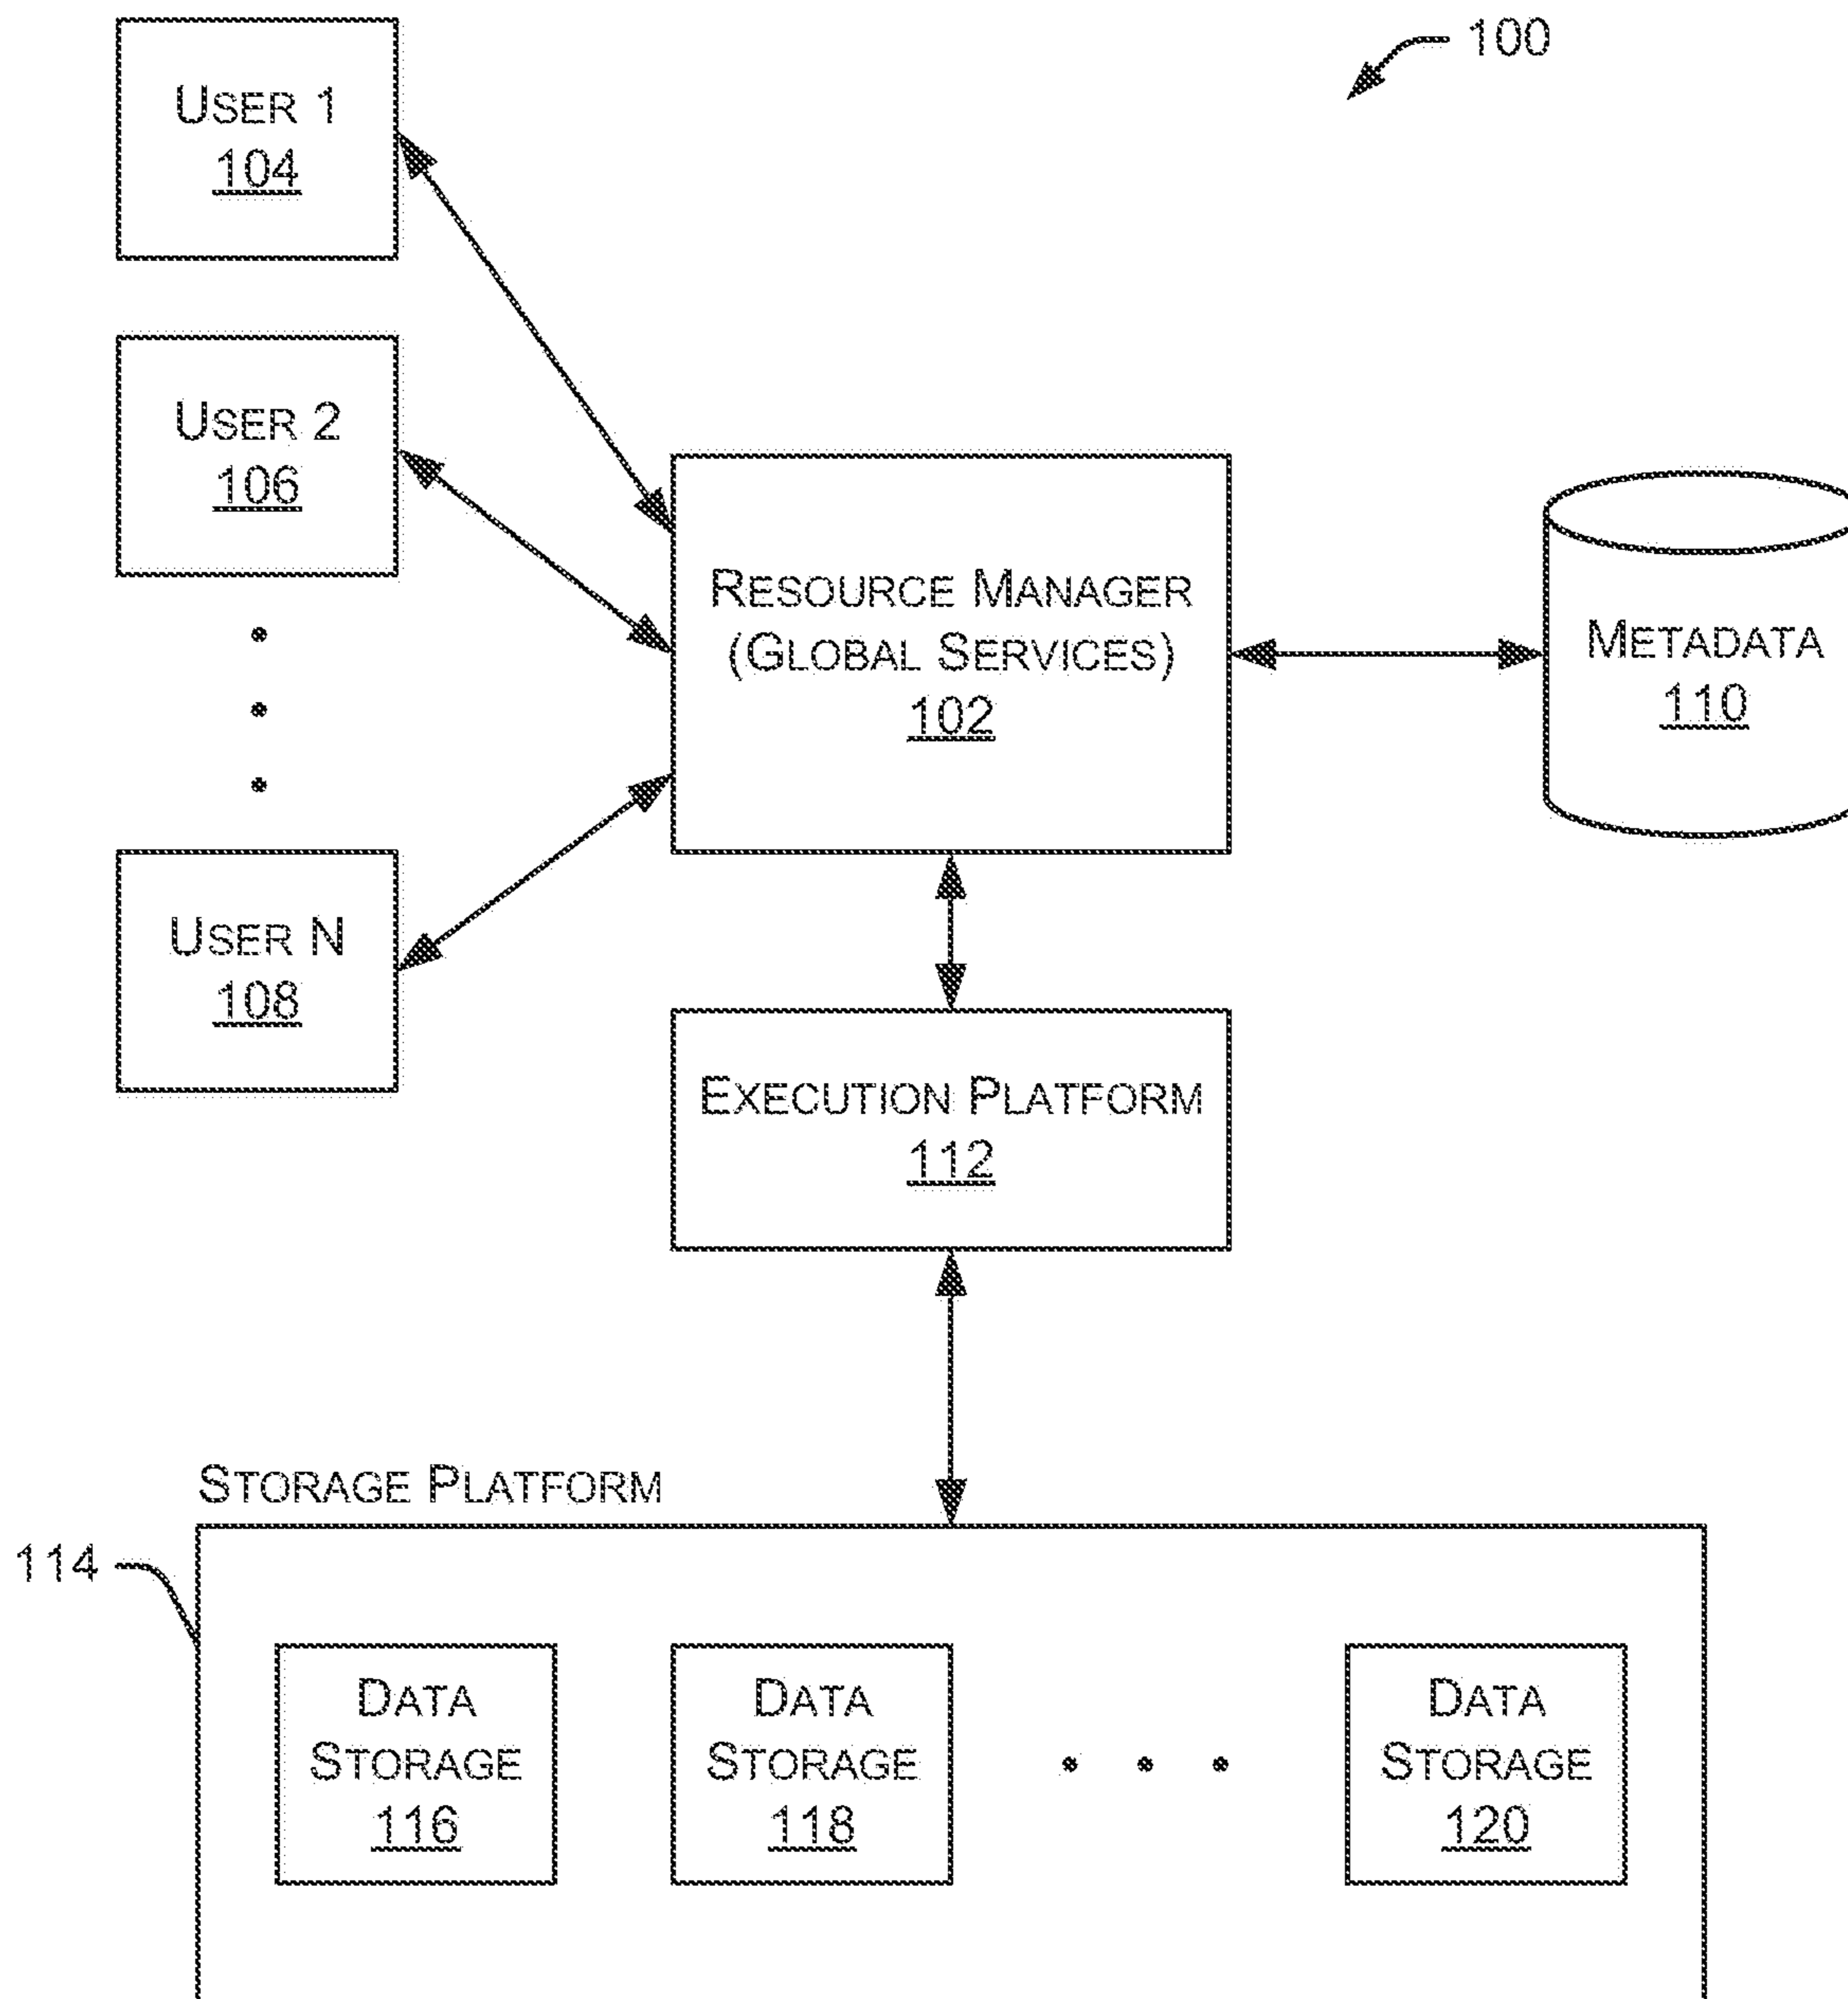 100
USER 1
104
USER 2
106
RESOURCE MANAGER
(GLOBAL SERVICES)
102
METADATA
110
USER N
108
EXECUTION PLATFORM
112
STORAGE PLATFORM
114
DATA
STORAGE
116
DATA
STORAGE
118
DATA
STORAGE
120